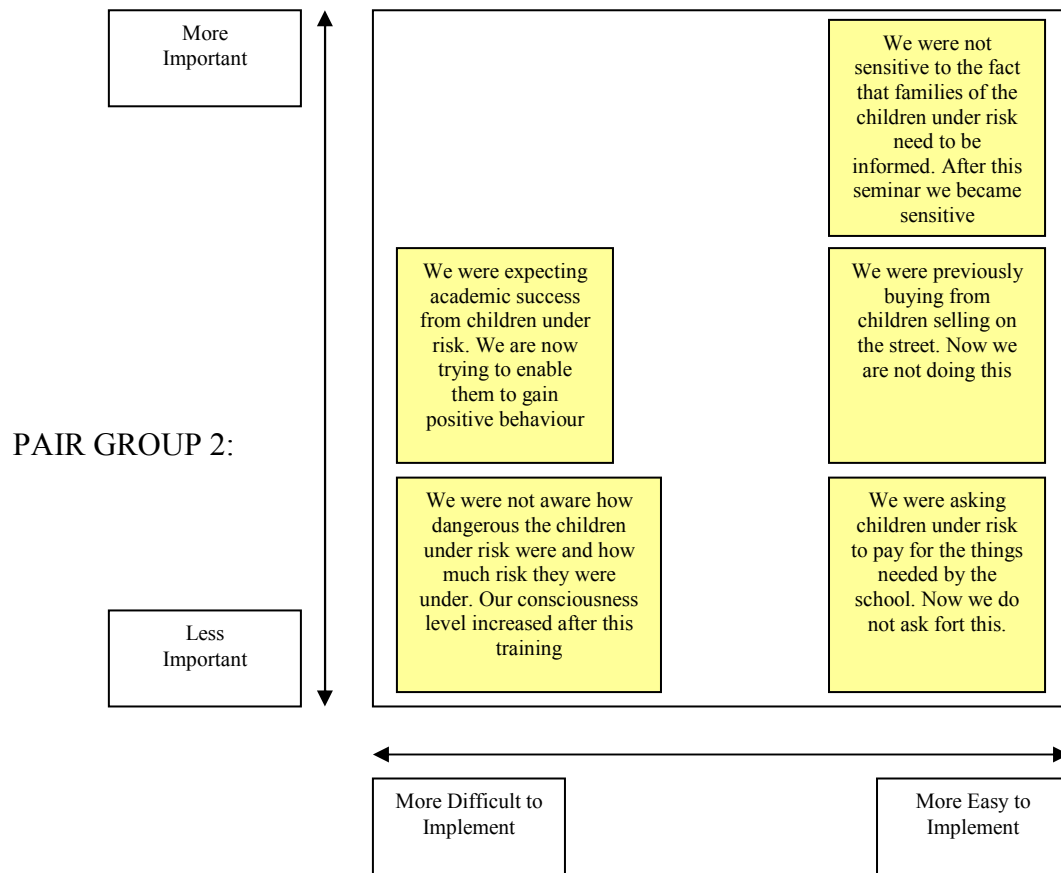 More
Important
We were not
sensitive to the fact
that families of the
children under risk
need to be
informed. After this
seminar we became
sensitive
We were expecting
academic success
from children under
risk. We are now
trying to enable
them to gain
positive behaviour
We were previously
buying from
children selling on
the street. Now we
are not doing this
PAIR GROUP 2:
We were not aware how
dangerous the children
under risk were and how
much risk they were
under. Our consciousness
level increased after this
training
We were asking
children under risk
to pay for the things
needed by the
school. Now we do
not ask fort this.
Less
Important
More Difficult to
Implement
More Easy to
Implement